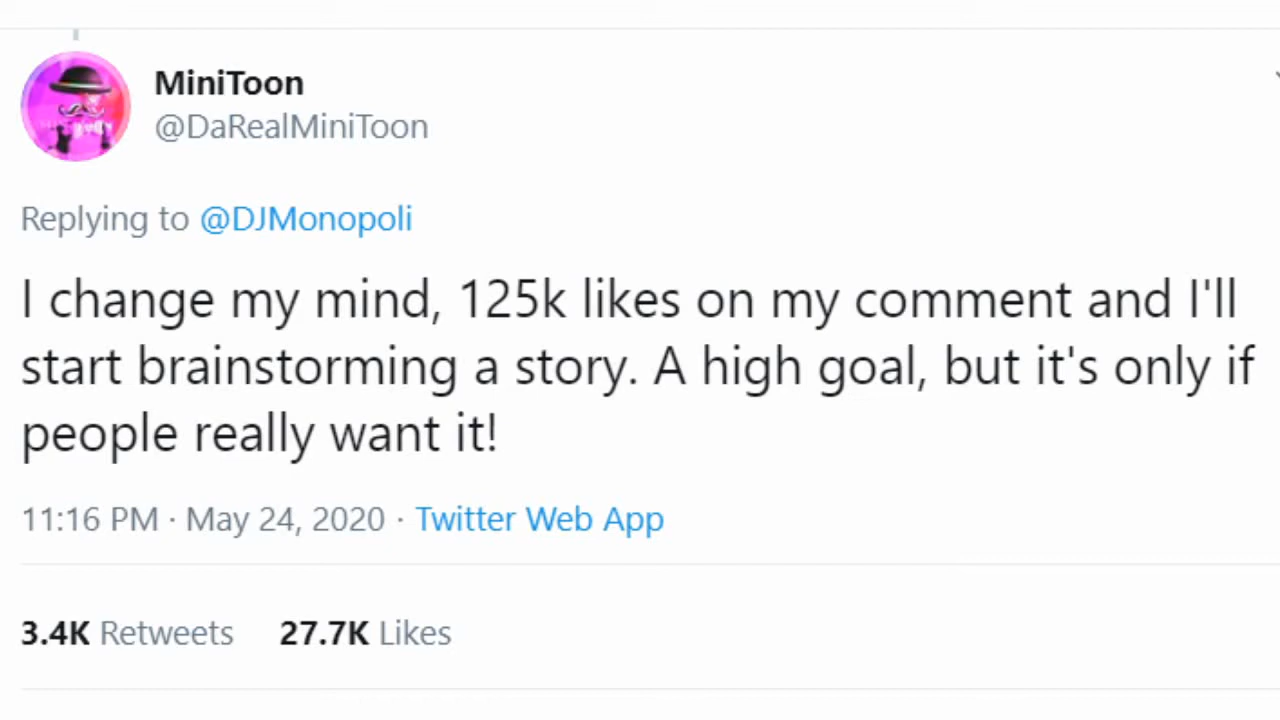 MiniToon
@DaRealMiniToon
Replying to @DJMonopoli
I change my mind, 125k likes on my comment and I'll
start brainstorming a story. A high goal, but it's only if
people really want it!
11:16 PM · May 24, 2020 · Twitter Web App
3.4K Retweets 27.7K Likes